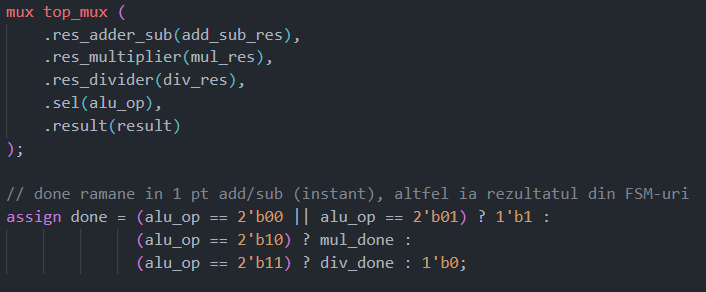 mux top_mux (
    .res_adder_sub(add_sub_res),
    .res_multiplier(mul_res),
    .res_divider(div_res),
    .sel(alu_op),
    .result(result)
);

// done ramane in 1 pt add/sub (instant), altfel ia rezultatul din FSM-uri
assign done = (alu_op == 2'b00 || alu_op == 2'b01) ? 1'b1 :
              (alu_op == 2'b10) ? mul_done :
              (alu_op == 2'b11) ? div_done : 1'b0;